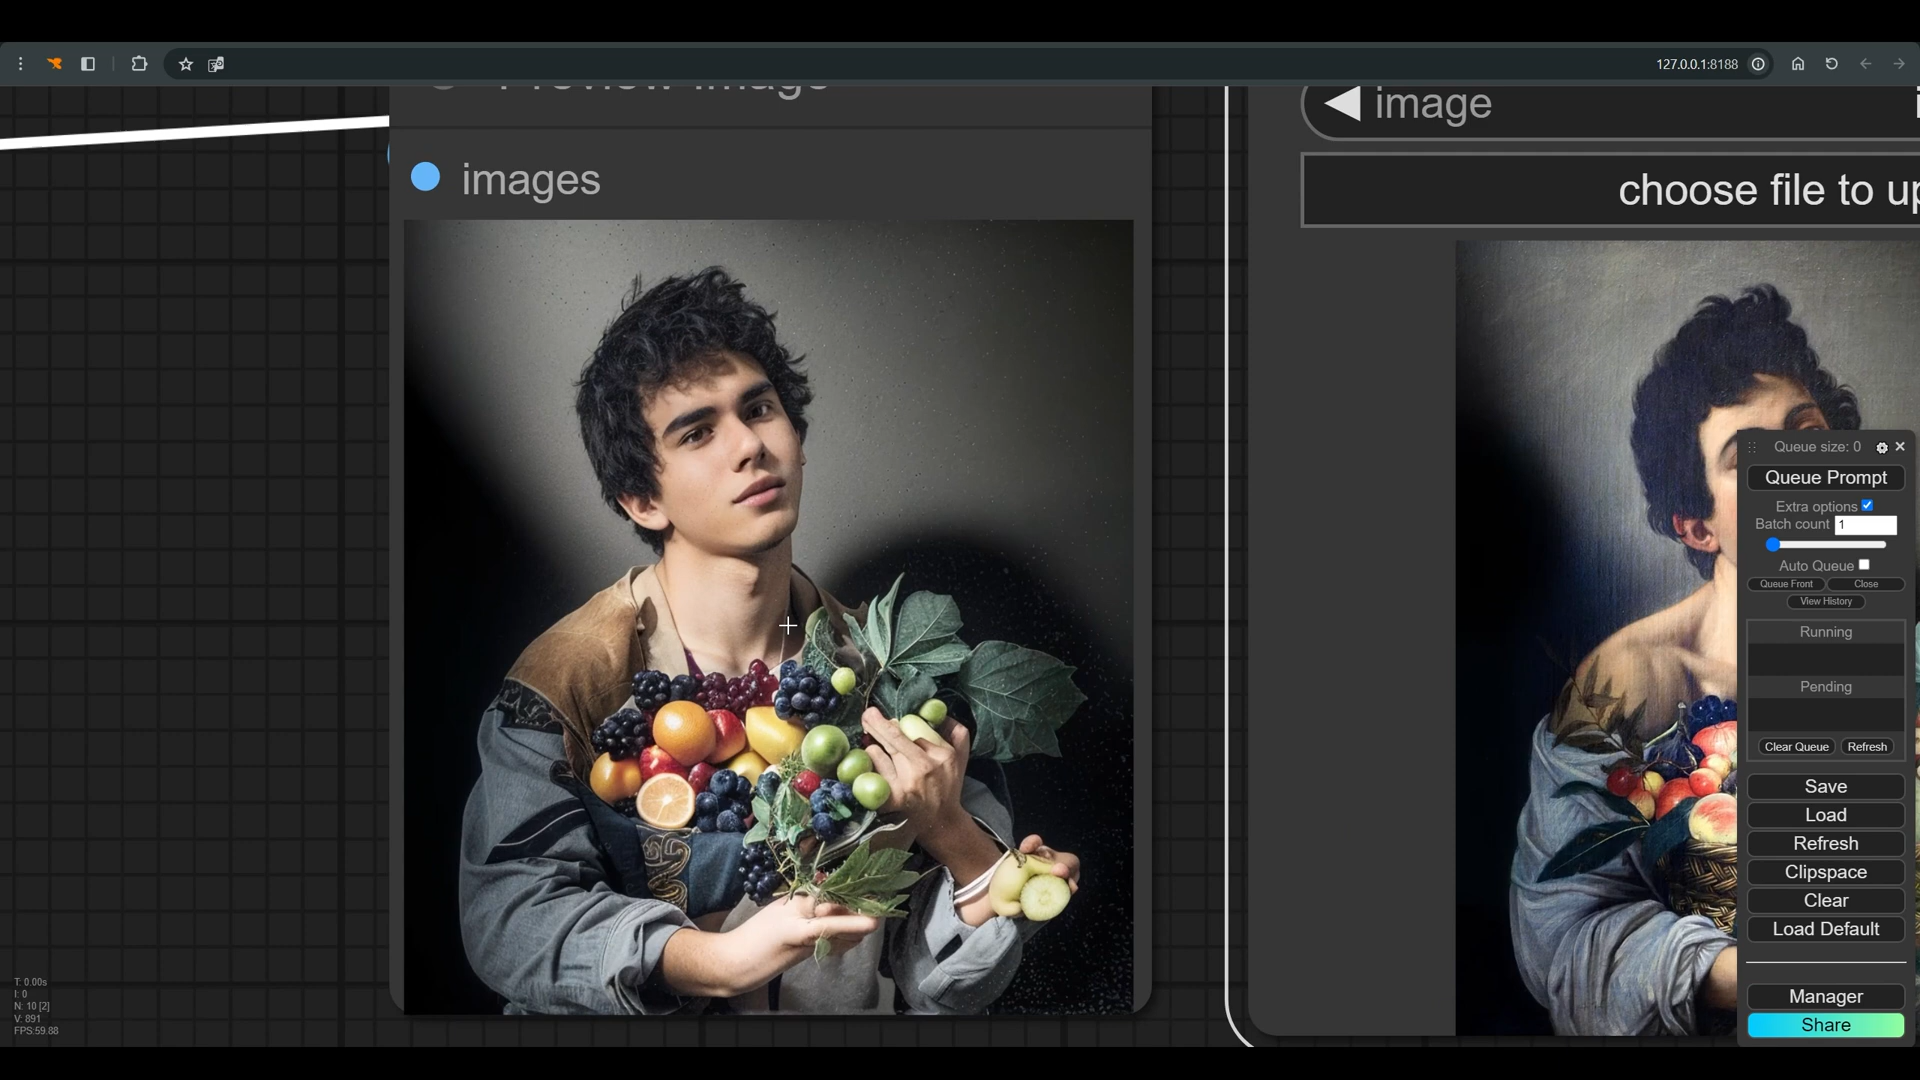 127.0.0.1:8188
Preview Image
images
image
choose file to up
Queue size: 0
Queue Prompt
Extra options
Batch count 1
Auto Queue
Queue Front
Close
View History
Running
Pending
Clear Queue
Refresh
Save
Load
Refresh
Clipspace
Clear
Load Default
Manager
Share
T: 0.00s
I: 0
N: 10 [2]
V: 891
FPS:59.88